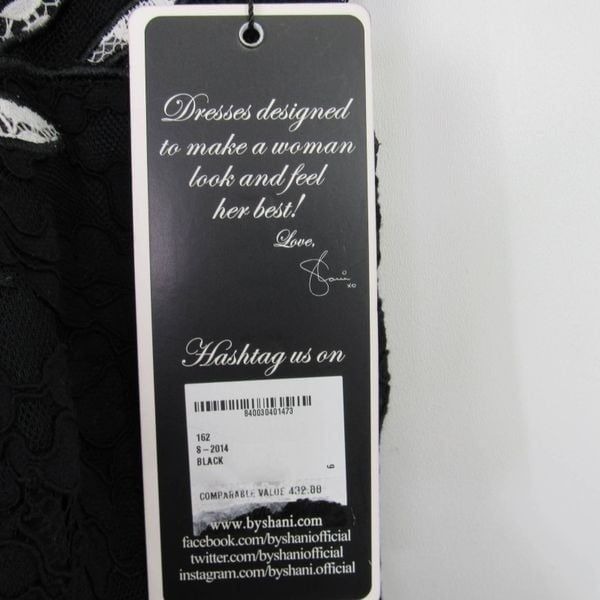 Dresses designed
to make a woman
look and feel
her best!
Love,
Shani
xo
Hashtag us on
840030401473
162
S-2014
BLACK
6
COMPARABLE VALUE 432.00
www.byshani.com
facebook.com/byshaniofficial
twitter.com/byshaniofficial
instagram.com/byshani.official